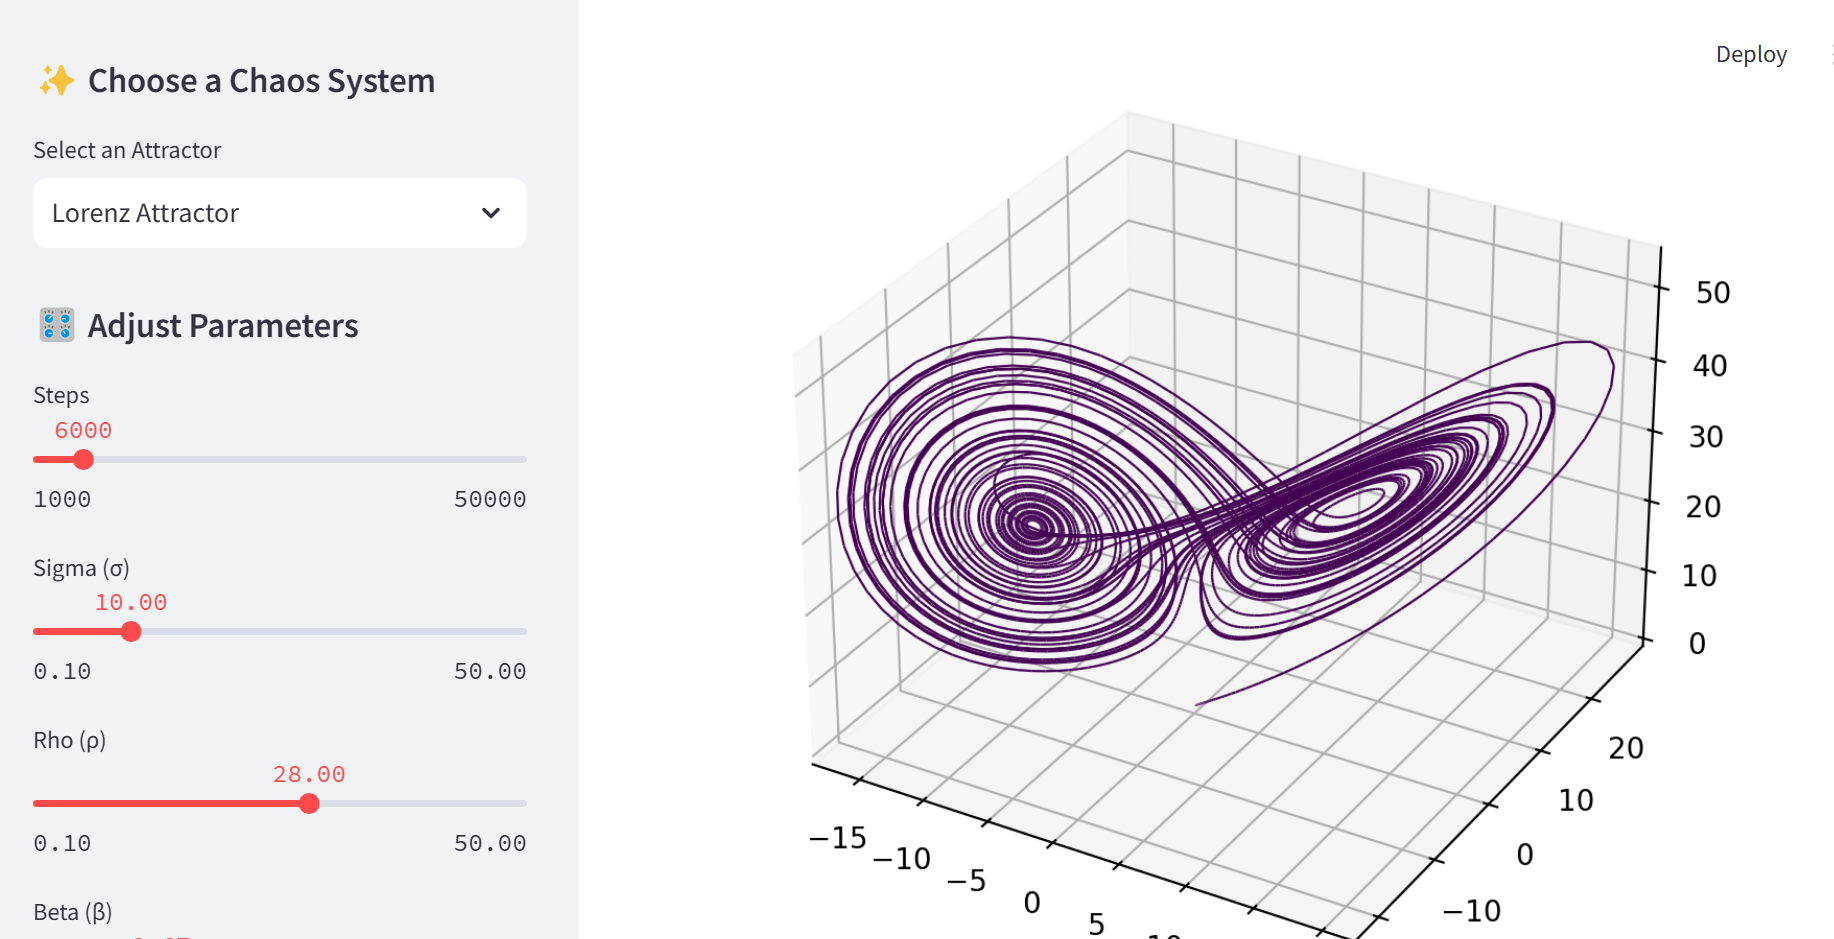 Choose a Chaos System
Select an Attractor
Lorenz Attractor
Adjust Parameters
Steps
6000
1000 50000
Sigma (σ)
10.00
0.10 50.00
Rho (ρ)
28.00
0.10 50.00
Beta (β)
Deploy
50
40
30
20
10
0
20
10
0
−10
−15
−10
−5
0
5